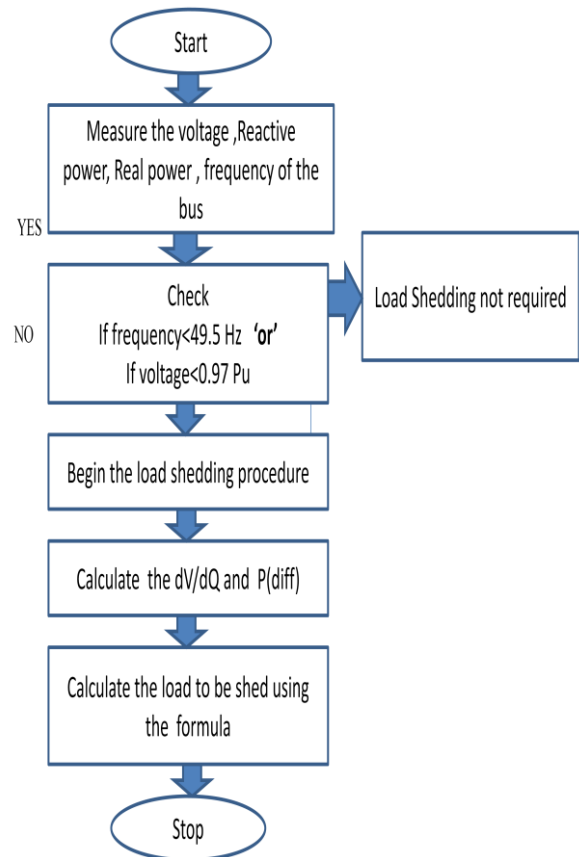 Start
Measure the voltage ,Reactive
power, Real power , frequency of the
bus
YES
Check
If frequency<49.5 Hz 'or'
If voltage<0.97 Pu
NO
Load Shedding not required
Begin the load shedding procedure
Calculate the dV/dQ and P(diff)
Calculate the load to be shed using
the formula
Stop